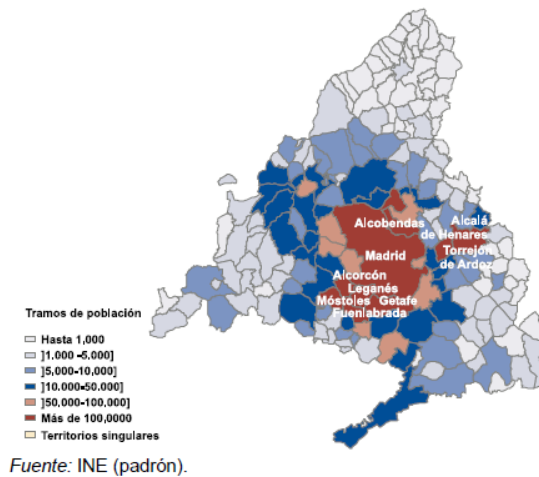 Alcobendas
Alcalá
de Henares
Madrid
Torrejón
de Ardoz
Alcorcón
Leganés
Móstoles Getafe
Fuenlabrada
Tramos de población
Hasta 1,000
]1.000 -5,000]
]5,000-10,000]
]10.000-50.000]
]50,000-100,000]
Más de 100,0000
Territorios singulares
Fuente: INE (padrón).